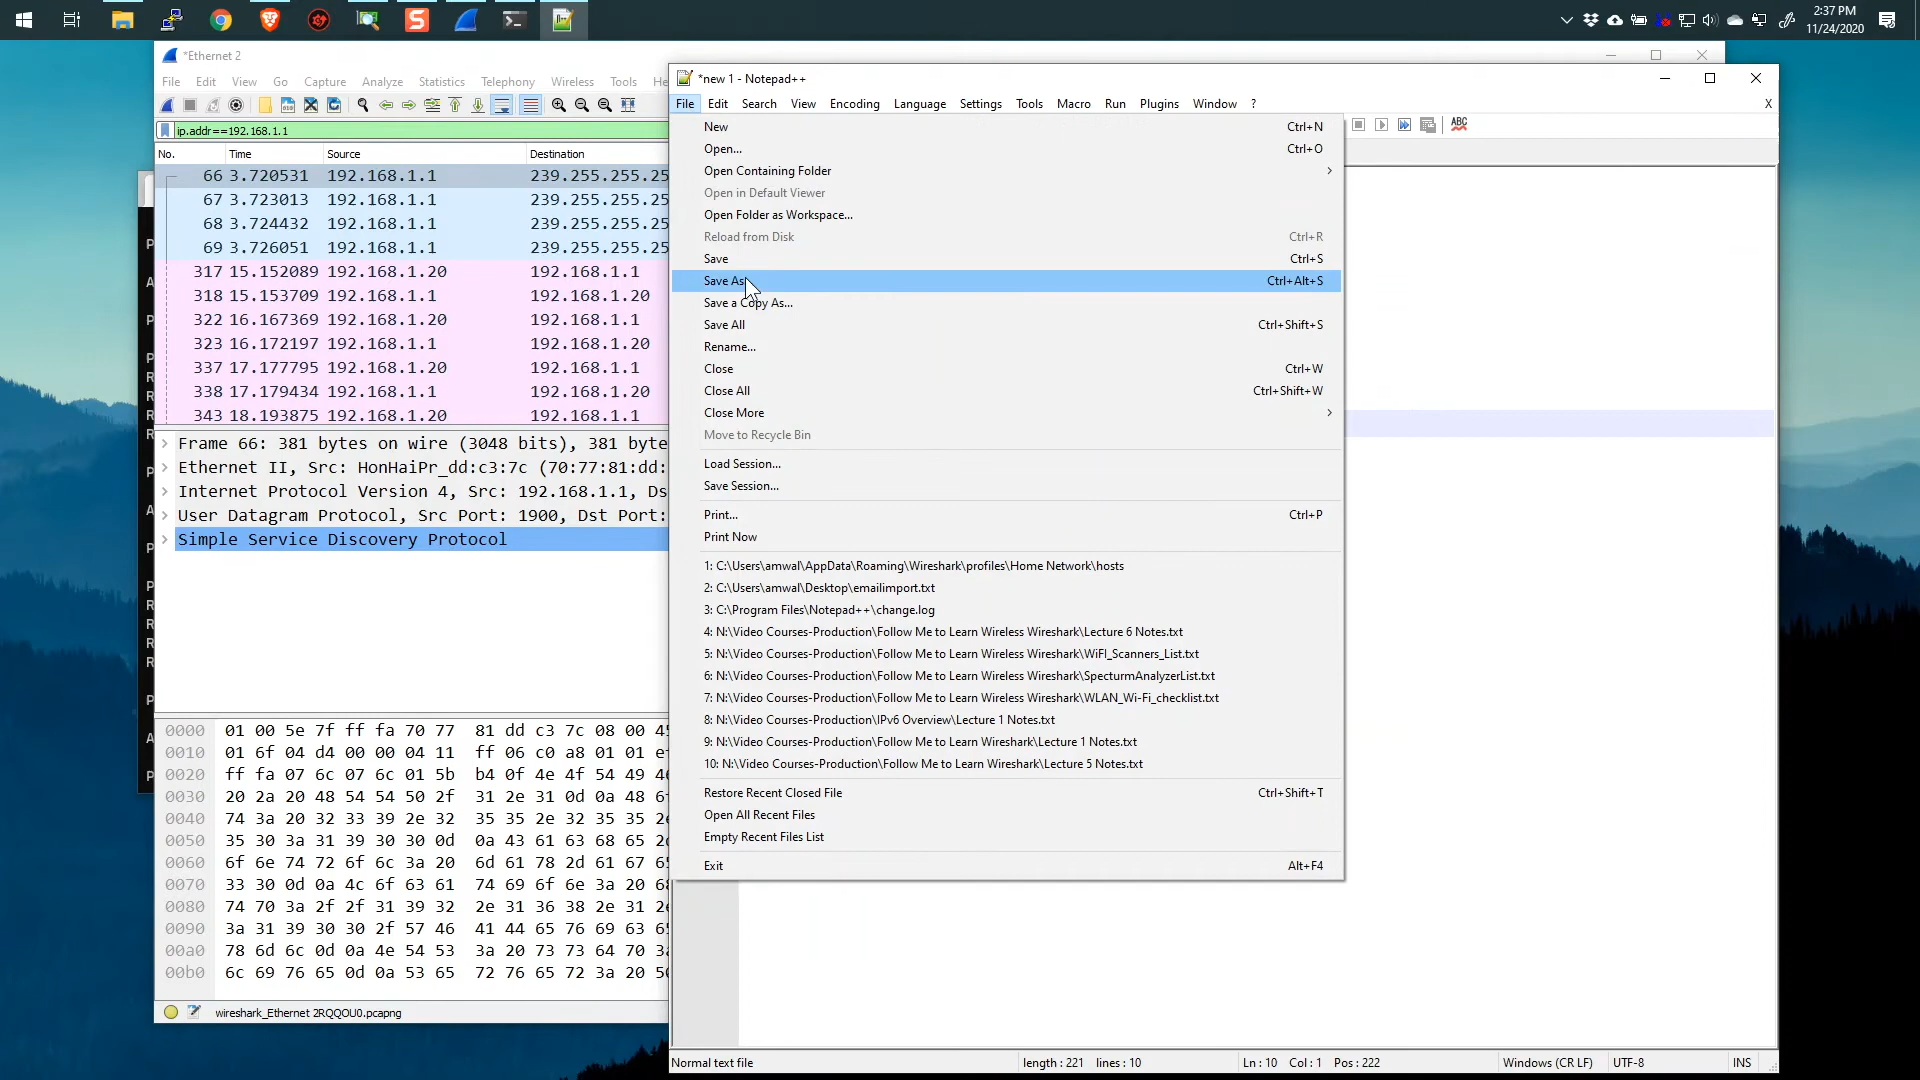 2:37 PM
11/24/2020
*Ethernet 2
File Edit View Go Capture Analyze Statistics Telephony Wireless Tools He
ip.addr==192.168.1.1
No. Time Source Destination
66 3.720531 192.168.1.1 239.255.255.25
67 3.723013 192.168.1.1 239.255.255.25
68 3.724432 192.168.1.1 239.255.255.25
69 3.726051 192.168.1.1 239.255.255.25
317 15.152089 192.168.1.20 192.168.1.1
318 15.153709 192.168.1.1 192.168.1.20
322 16.167369 192.168.1.20 192.168.1.1
323 16.172197 192.168.1.1 192.168.1.20
337 17.177795 192.168.1.20 192.168.1.1
338 17.179434 192.168.1.1 192.168.1.20
343 18.193875 192.168.1.20 192.168.1.1
Frame 66: 381 bytes on wire (3048 bits), 381 byte
Ethernet II, Src: HonHaiPr_dd:c3:7c (70:77:81:dd:
Internet Protocol Version 4, Src: 192.168.1.1, Ds
User Datagram Protocol, Src Port: 1900, Dst Port:
Simple Service Discovery Protocol
0000 01 00 5e 7f ff fa 70 77 81 dd c3 7c 08 00 45
0010 01 6f 04 d4 00 00 04 11 ff 06 c0 a8 01 01 ef
0020 ff fa 07 6c 07 6c 01 5b b4 0f 4e 4f 54 49 46
0030 20 2a 20 48 54 54 50 2f 31 2e 31 0d 0a 48 6f
0040 74 3a 20 32 33 39 2e 32 35 35 2e 32 35 35 2e
0050 35 30 3a 31 39 30 30 0d 0a 43 61 63 68 65 2d
0060 6f 6e 74 72 6f 6c 3a 20 6d 61 78 2d 61 67 65
0070 33 30 0d 0a 4c 6f 63 61 74 69 6f 6e 3a 20 68
0080 74 70 3a 2f 2f 31 39 32 2e 31 36 38 2e 31 2e
0090 3a 31 39 30 30 2f 57 46 41 44 65 76 69 63 65
00a0 78 6d 6c 0d 0a 4e 54 53 3a 20 73 73 64 70 3a
00b0 6c 69 76 65 0d 0a 53 65 72 76 65 72 3a 20 50
wireshark_Ethernet 2RQQOU0.pcapng
*new 1 - Notepad++
File Edit Search View Encoding Language Settings Tools Macro Run Plugins Window ? X
ABC
New Ctrl+N
Open... Ctrl+O
Open Containing Folder
Open in Default Viewer
Open Folder as Workspace...
Reload from Disk Ctrl+R
Save Ctrl+S
Save As Ctrl+Alt+S
Save a Copy As...
Save All Ctrl+Shift+S
Rename...
Close Ctrl+W
Close All Ctrl+Shift+W
Close More
Move to Recycle Bin
Load Session...
Save Session...
Print... Ctrl+P
Print Now
1: C:\Users\amwal\AppData\Roaming\Wireshark\profiles\Home Network\hosts
2: C:\Users\amwal\Desktop\emailimport.txt
3: C:\Program Files\Notepad++\change.log
4: N:\Video Courses-Production\Follow Me to Learn Wireless Wireshark\Lecture 6 Notes.txt
5: N:\Video Courses-Production\Follow Me to Learn Wireless Wireshark\WiFI_Scanners_List.txt
6: N:\Video Courses-Production\Follow Me to Learn Wireless Wireshark\SpecturmAnalyzerList.txt
7: N:\Video Courses-Production\Follow Me to Learn Wireless Wireshark\WLAN_Wi-Fi_checklist.txt
8: N:\Video Courses-Production\IPv6 Overview\Lecture 1 Notes.txt
9: N:\Video Courses-Production\Follow Me to Learn Wireshark\Lecture 1 Notes.txt
10: N:\Video Courses-Production\Follow Me to Learn Wireshark\Lecture 5 Notes.txt
Restore Recent Closed File Ctrl+Shift+T
Open All Recent Files
Empty Recent Files List
Exit Alt+F4
Normal text file length : 221 lines : 10 Ln : 10 Col : 1 Pos : 222 Windows (CR LF) UTF-8 INS